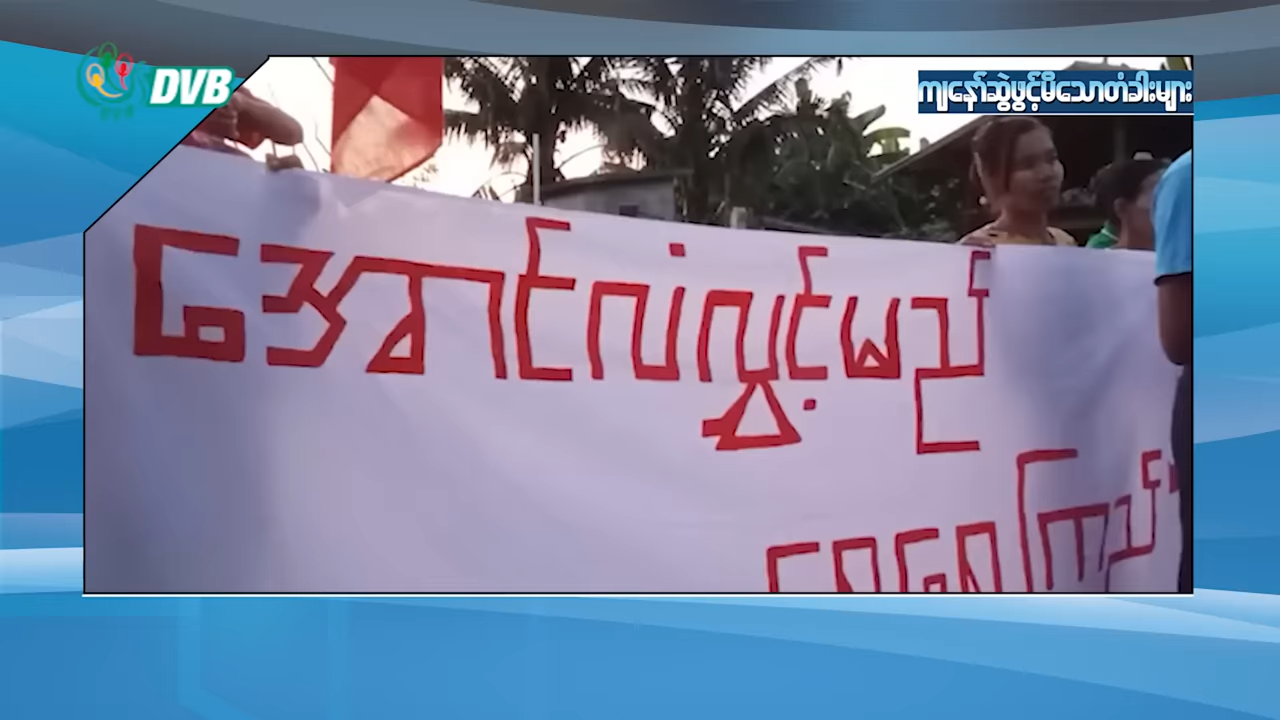 DVB
ကျနော်ဆွဲဖွင့်မိသောတံခါးများ
အောင်လံလွှင့်မည်